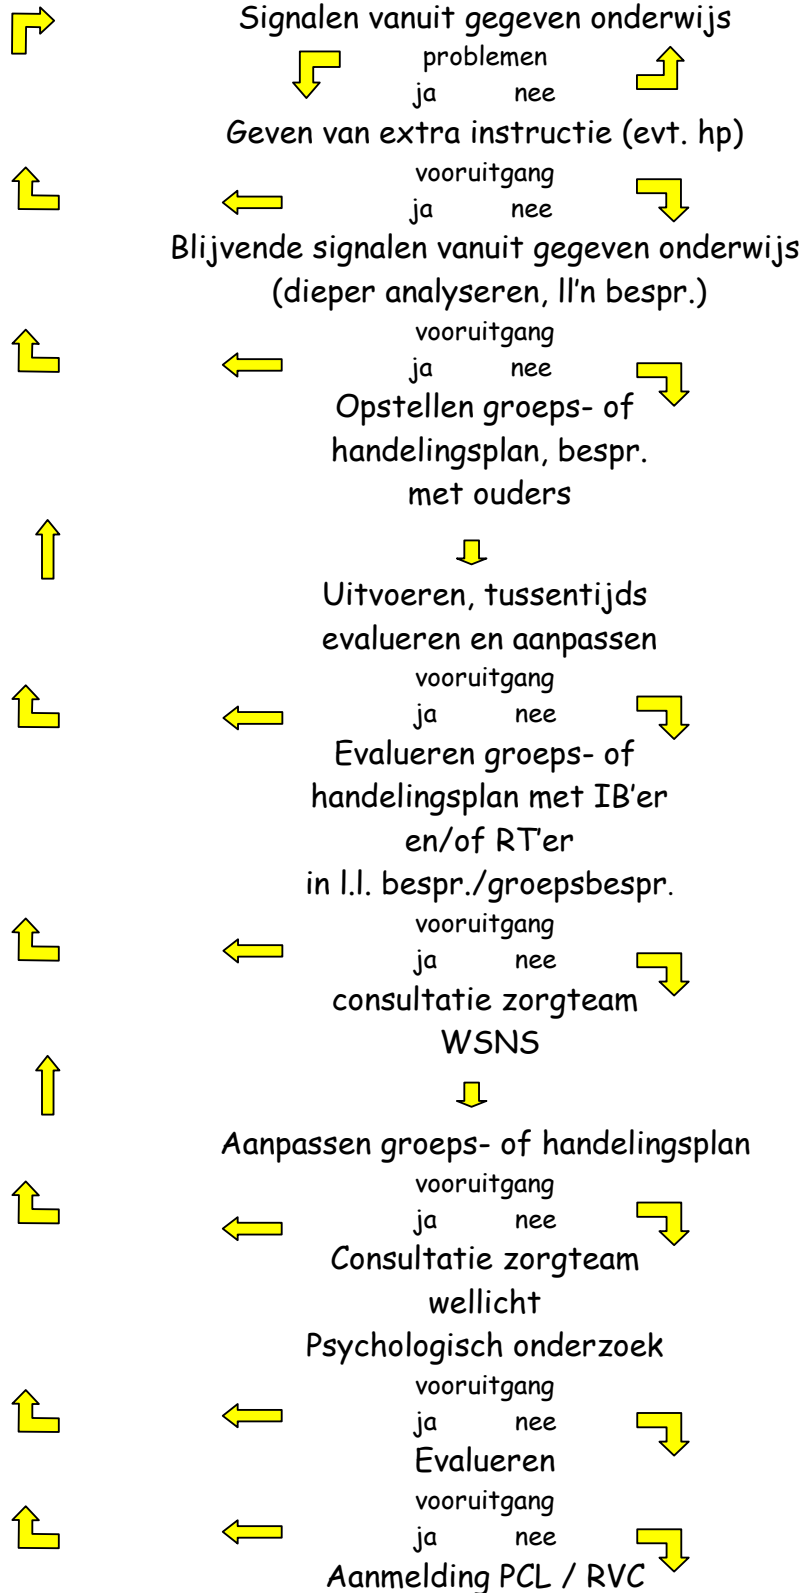 Signalen vanuit gegeven onderwijs
problemen
ja nee
Geven van extra instructie (evt. hp)
vooruitgang
ja nee
Blijvende signalen vanuit gegeven onderwijs
(dieper analyseren, ll’n bespr.)
vooruitgang
ja nee
Opstellen groeps- of
handelingsplan, bespr.
met ouders
Uitvoeren, tussentijds
evalueren en aanpassen
vooruitgang
ja nee
Evalueren groeps- of
handelingsplan met IB’er
en/of RT’er
in l.l. bespr./groepsbespr.
vooruitgang
ja nee
consultatie zorgteam
WSNS
Aanpassen groeps- of handelingsplan
vooruitgang
ja nee
Consultatie zorgteam
wellicht
Psychologisch onderzoek
vooruitgang
ja nee
Evalueren
vooruitgang
ja nee
Aanmelding PCL / RVC